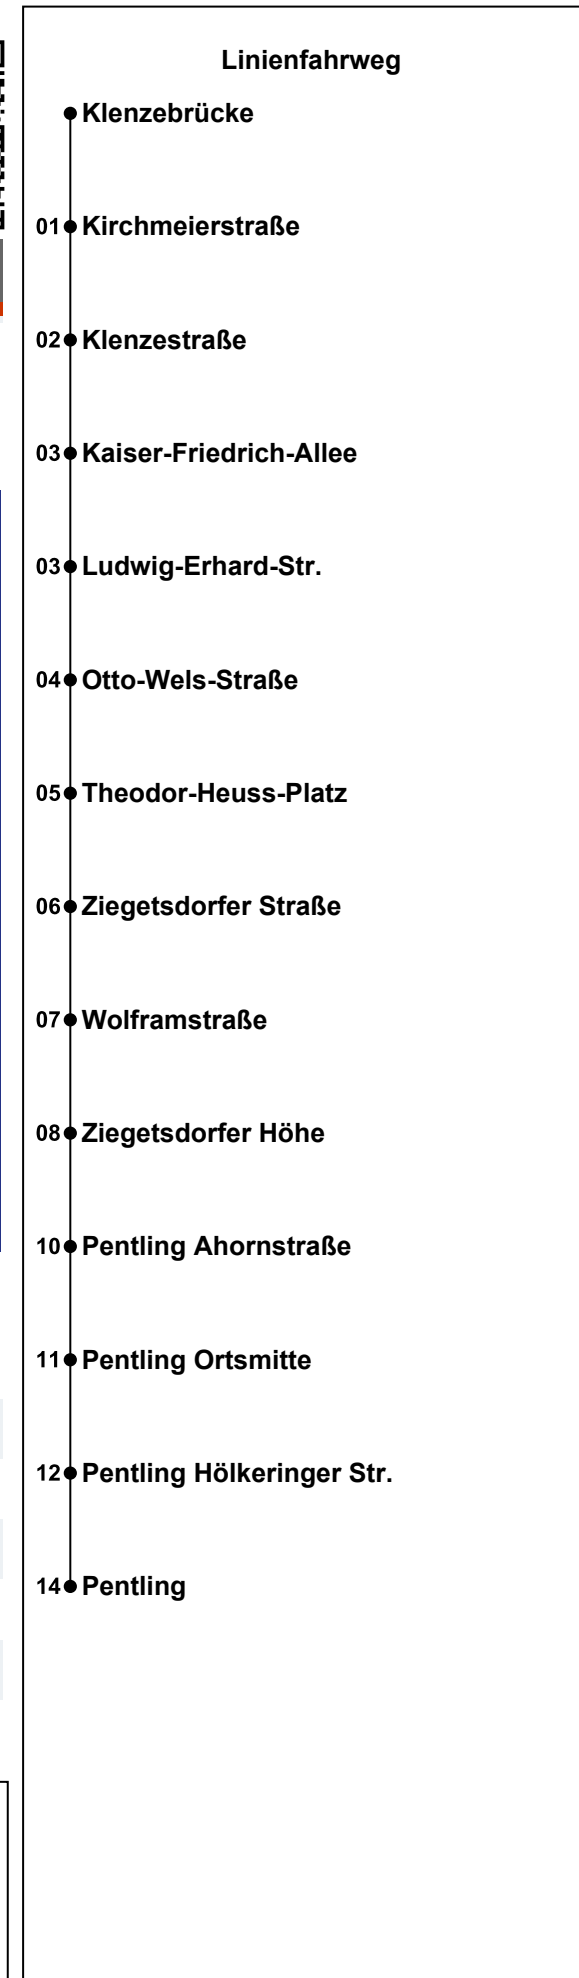 Linienfahrweg
Klenzebrücke
01 Kirchmeierstraße
02 Klenzestraße
03 Kaiser-Friedrich-Allee
03 Ludwig-Erhard-Str.
04 Otto-Wels-Straße
05 Theodor-Heuss-Platz
06 Ziegetsdorfer Straße
07 Wolframstraße
08 Ziegetsdorfer Höhe
10 Pentling Ahornstraße
11 Pentling Ortsmitte
12 Pentling Hölkeringer Str.
14 Pentling